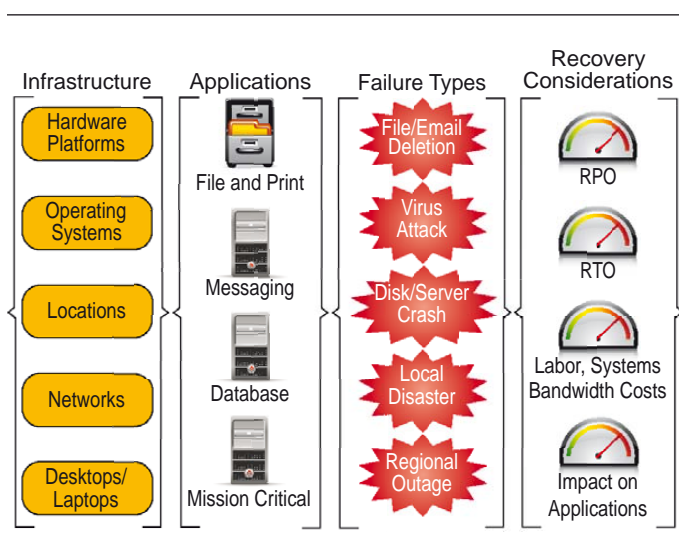 Infrastructure
Hardware
Platforms
Operating
Systems
Locations
Networks
Desktops/
Laptops
Applications
File and Print
Messaging
Database
Mission Critical
Failure Types
File/Email
Deletion
Virus
Attack
Disk/Server
Crash
Local
Disaster
Regional
Outage
Recovery
Considerations
RPO
RTO
Labor, Systems
Bandwidth Costs
Impact on
Applications